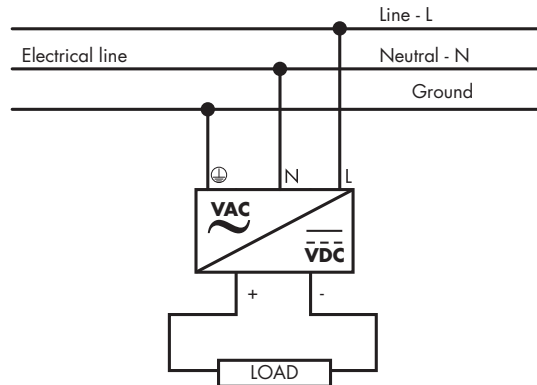 Line - L
Electrical line
Neutral - N
Ground
N
L
VAC
VDC
+
-
LOAD